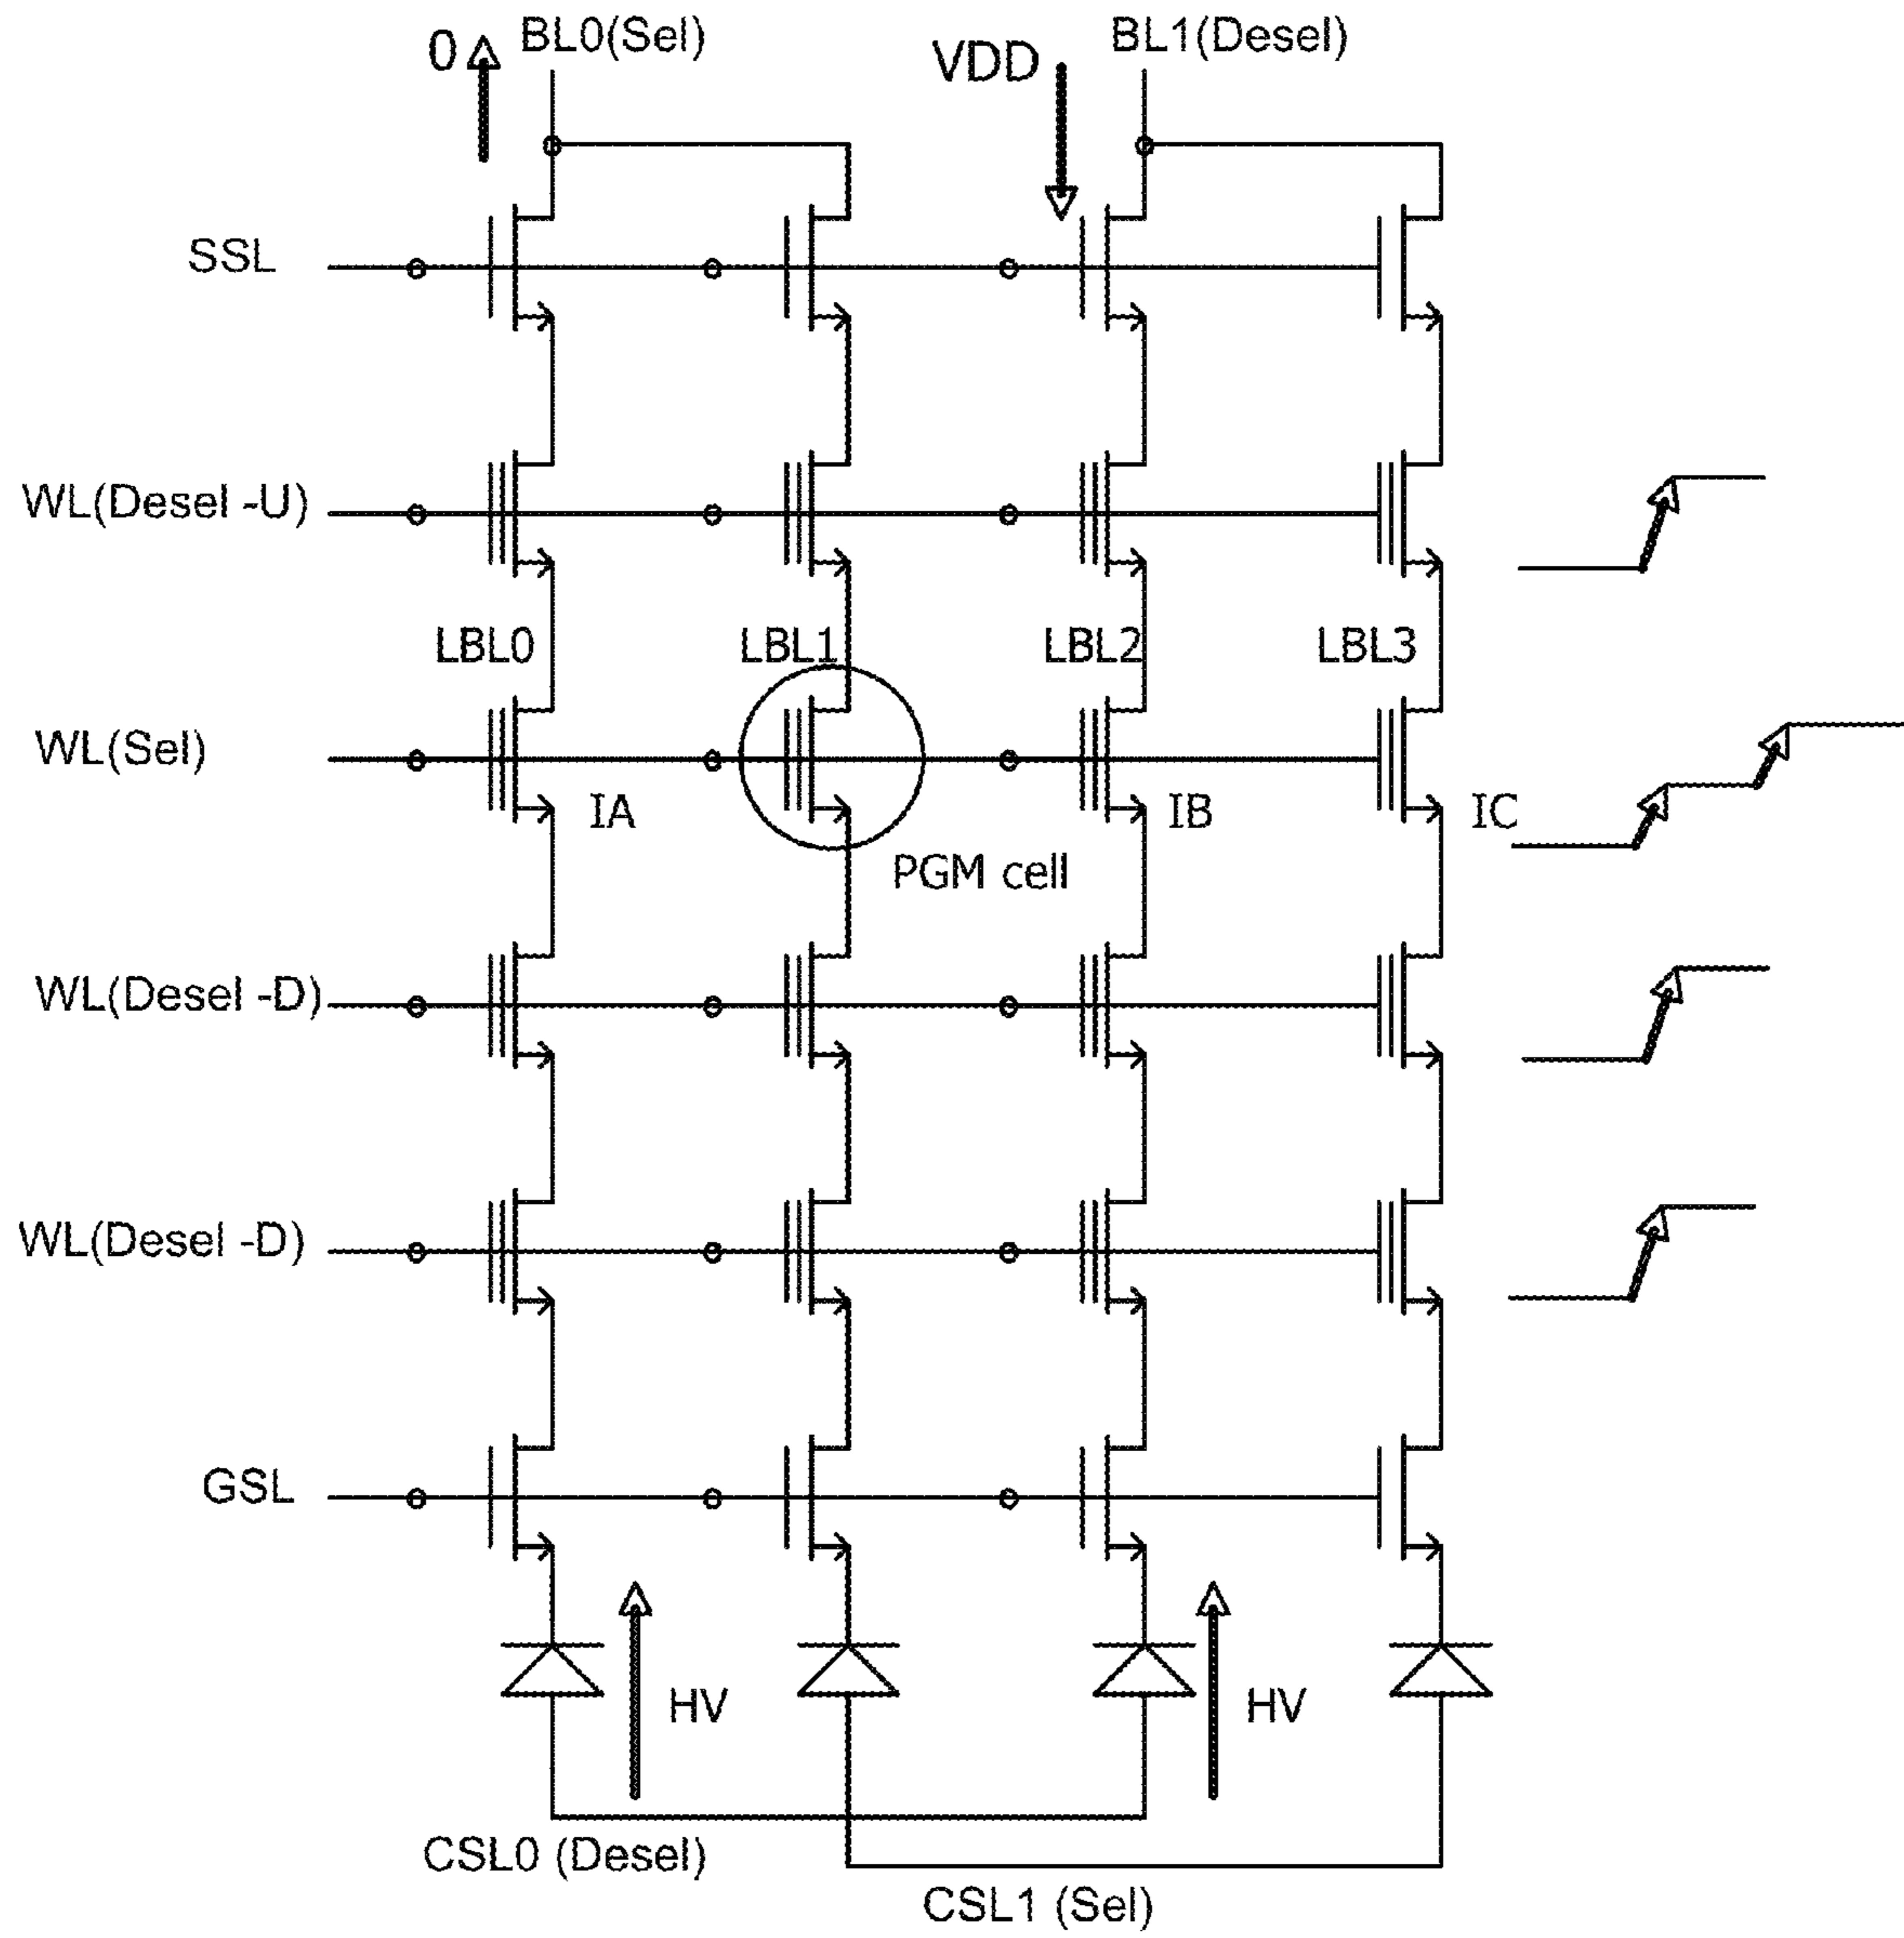 0
BL0(Sel)
VDD
BL1(Desel)
SSL
WL(Desel -U)
LBL0
LBL1
LBL2
LBL3
WL(Sel)
IA
IB
IC
PGM cell
WL(Desel -D)
WL(Desel -D)
GSL
HV
HV
CSL0 (Desel)
CSL1 (Sel)